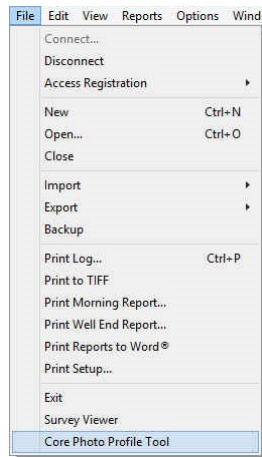 File Edit View Reports Options Wind
Connect...
Disconnect
Access Registration
New Ctrl+N
Open... Ctrl+O
Close
Import
Export
Backup
Print Log... Ctrl+P
Print to TIFF
Print Morning Report...
Print Well End Report...
Print Reports to Word®
Print Setup...
Exit
Survey Viewer
Core Photo Profile Tool